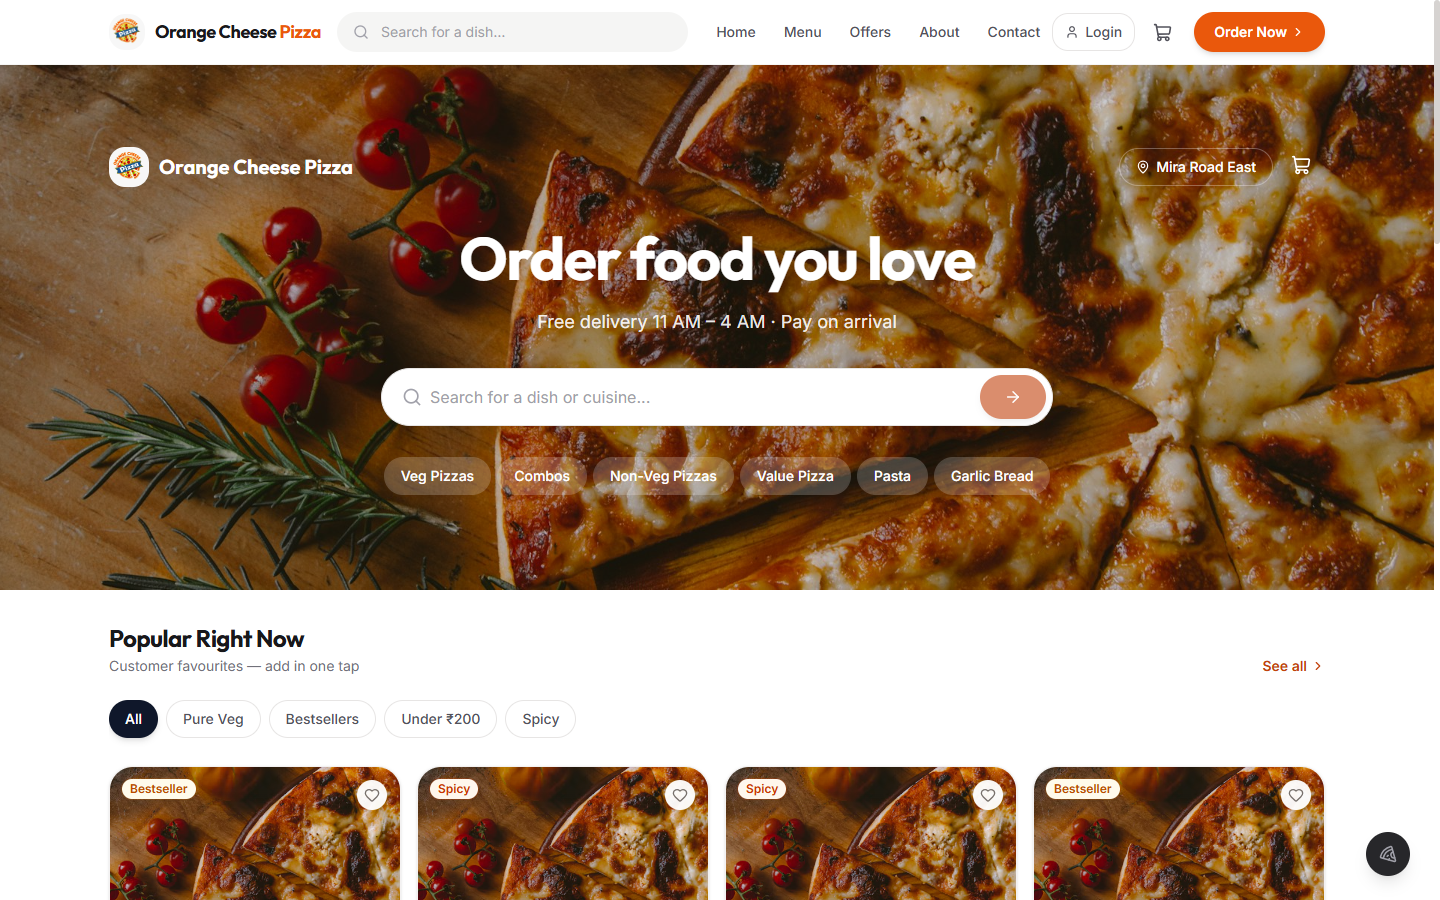 Orange Cheese Pizza
Search for a dish...
Home
Menu
Offers
About
Contact
Login
Order Now
Orange Cheese Pizza
Mira Road East
Order food you love
Free delivery 11 AM – 4 AM · Pay on arrival
Search for a dish or cuisine...
Veg Pizzas
Combos
Non-Veg Pizzas
Value Pizza
Pasta
Garlic Bread
Popular Right Now
Customer favourites — add in one tap
See all
All
Pure Veg
Bestsellers
Under ₹200
Spicy
Bestseller
Spicy
Spicy
Bestseller